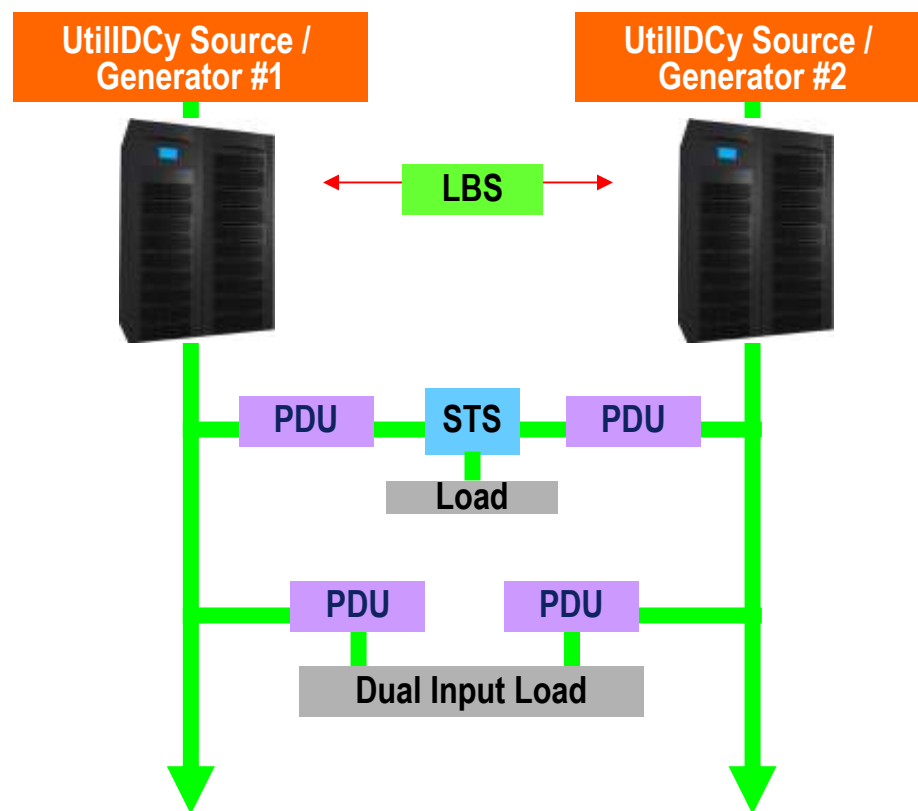 UtilIDCy Source /
Generator #1
UtilIDCy Source /
Generator #2
LBS
PDU
STS
PDU
Load
PDU
PDU
Dual Input Load